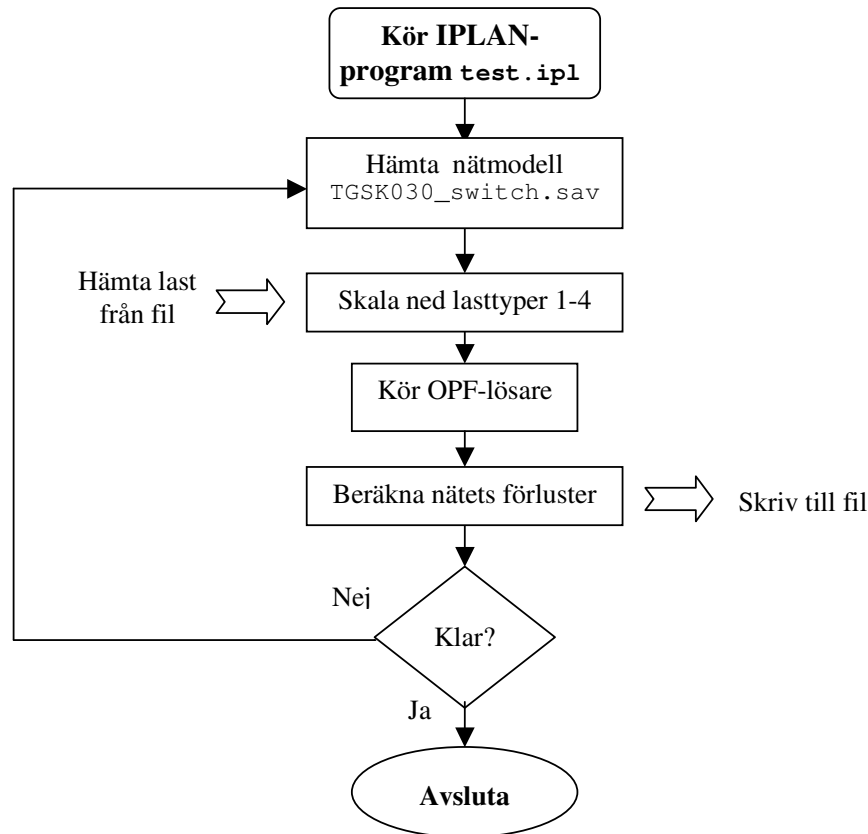 Kör IPLAN-
program test.ipl
Hämta nätmodell
TGSK030_switch.sav
Hämta last
från fil
Skala ned lasttyper 1-4
Kör OPF-lösare
Beräkna nätets förluster
Skriv till fil
Nej
Klar?
Ja
Avsluta